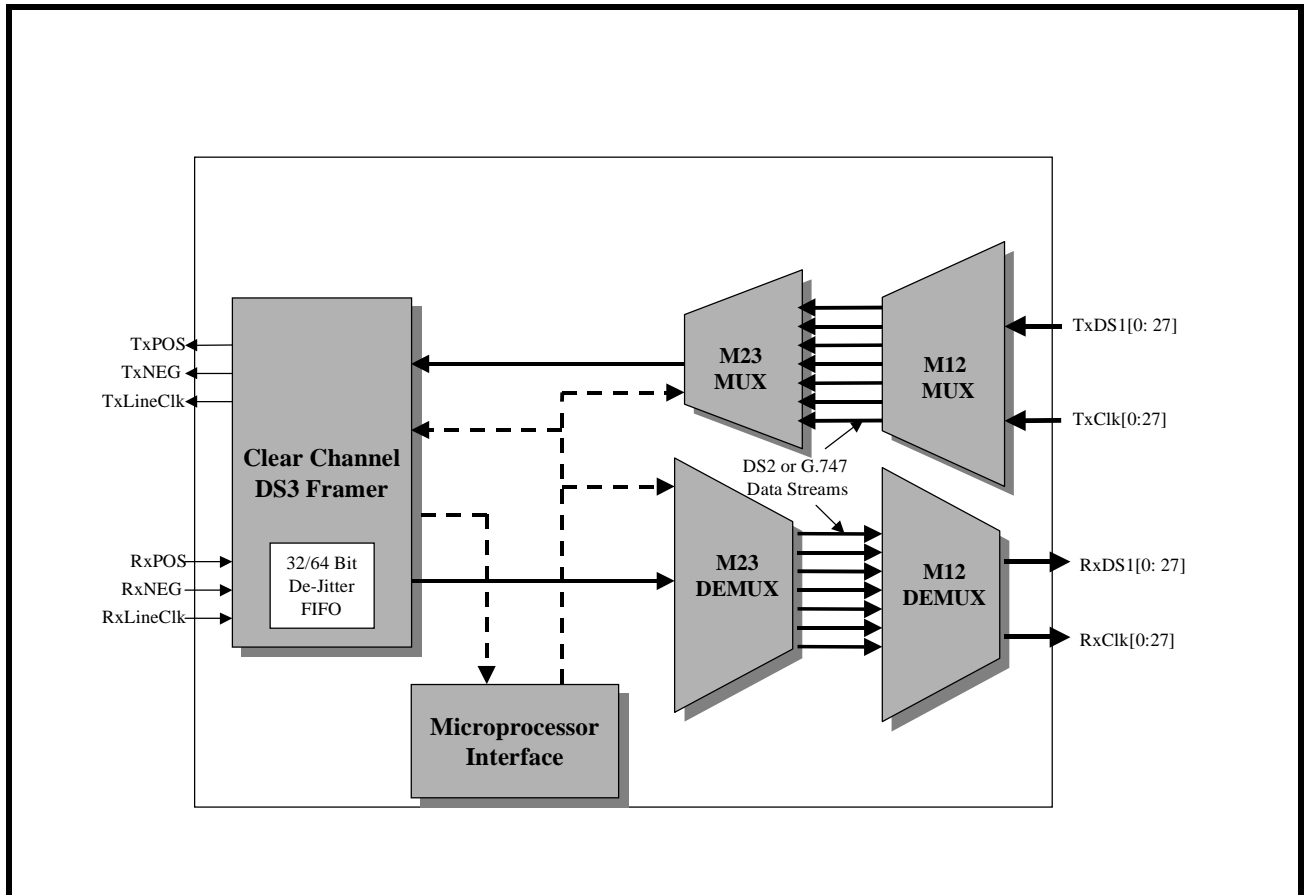 TxPOS
TxNEG
TxLineClk
RxPOS
RxNEG
RxLineClk
Clear Channel
DS3 Framer
32/64 Bit
De-Jitter
FIFO
Microprocessor
Interface
M23
MUX
M12
MUX
DS2 or G.747
Data Streams
M23
DEMUX
M12
DEMUX
TxDS1[0: 27]
TxClk[0:27]
RxDS1[0: 27]
RxClk[0:27]